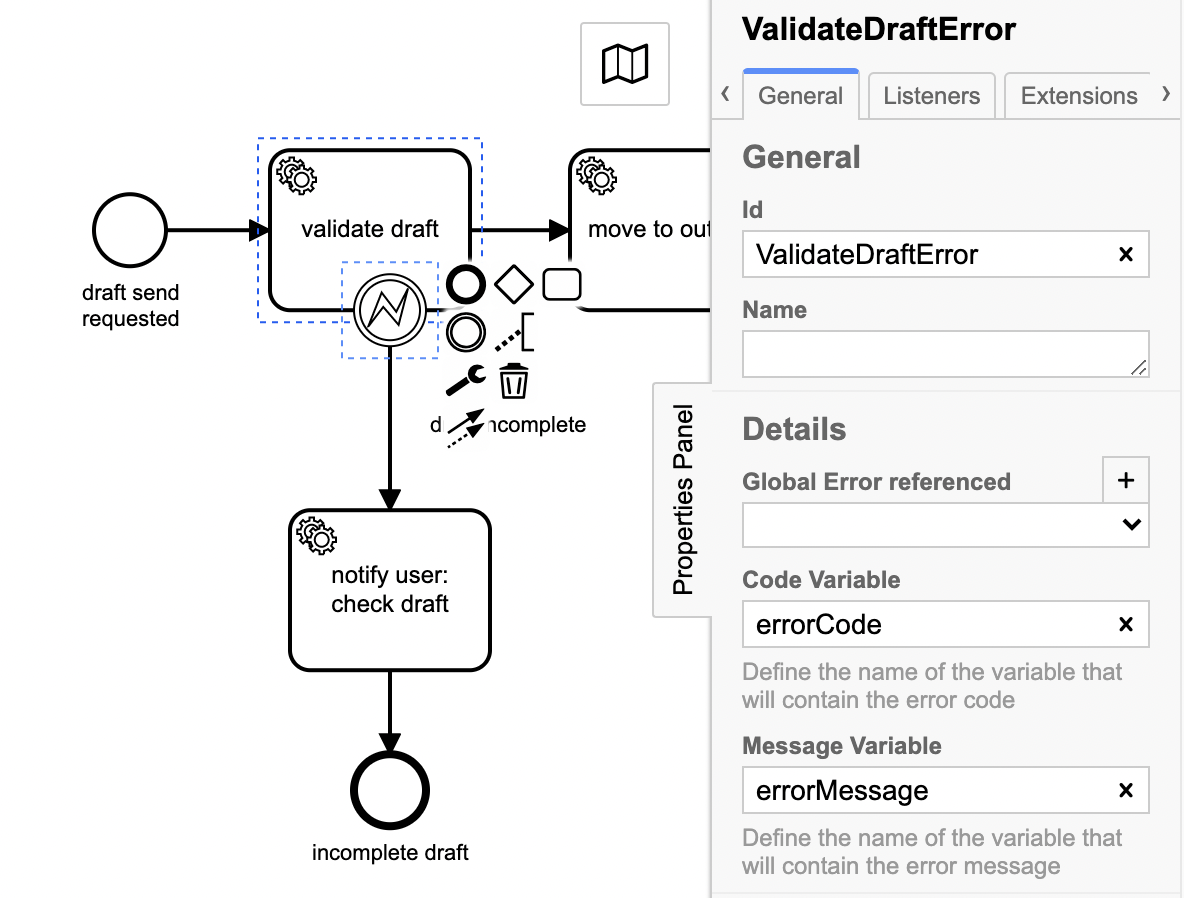 ValidateDraftError
General
Listeners
Extensions
General
Id
ValidateDraftError
Name
Details
Global Error referenced
Code Variable
errorCode
Define the name of the variable that
will contain the error code
Message Variable
errorMessage
Define the name of the variable that
will contain the error message
Properties Panel
validate draft
move to out
draft send
requested
notify user:
check draft
incomplete draft